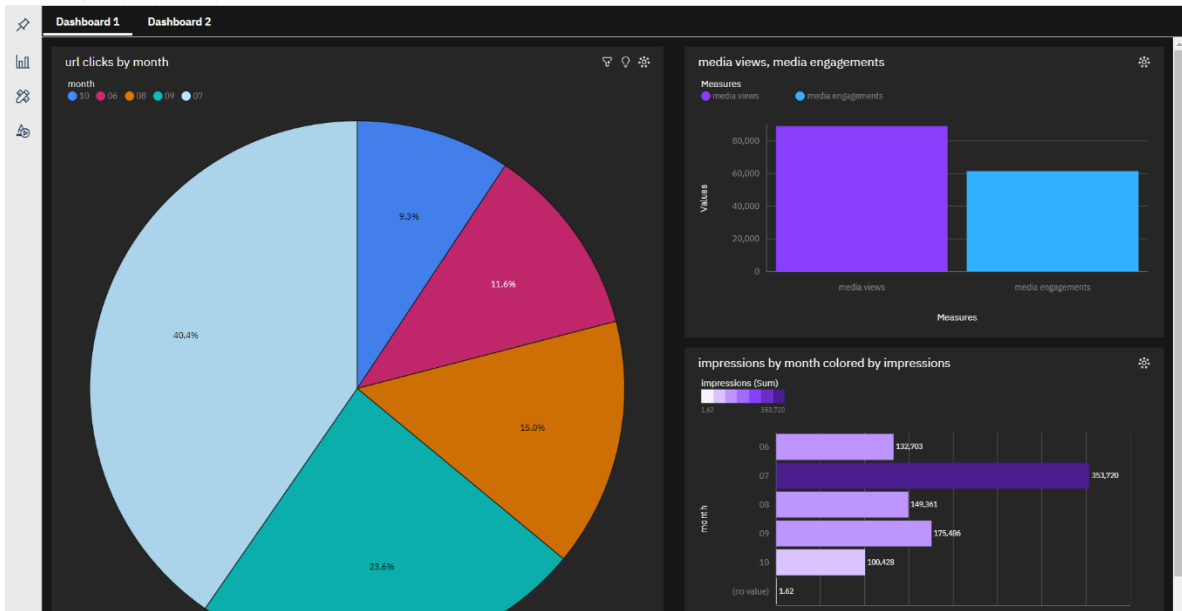 Dashboard 1
Dashboard 2
url clicks by month
month
10 06 08 09 07
9.3%
11.6%
15.0%
23.6%
40.4%
media views, media engagements
Measures
media views media engagements
80,000
60,000
40,000
20,000
0
Values
media views
media engagements
Measures
impressions by month colored by impressions
impressions (Sum)
1.62 353,720
month
06 132,703
07 353,720
08 149,361
09 175,486
10 100,428
(no value) 1.62